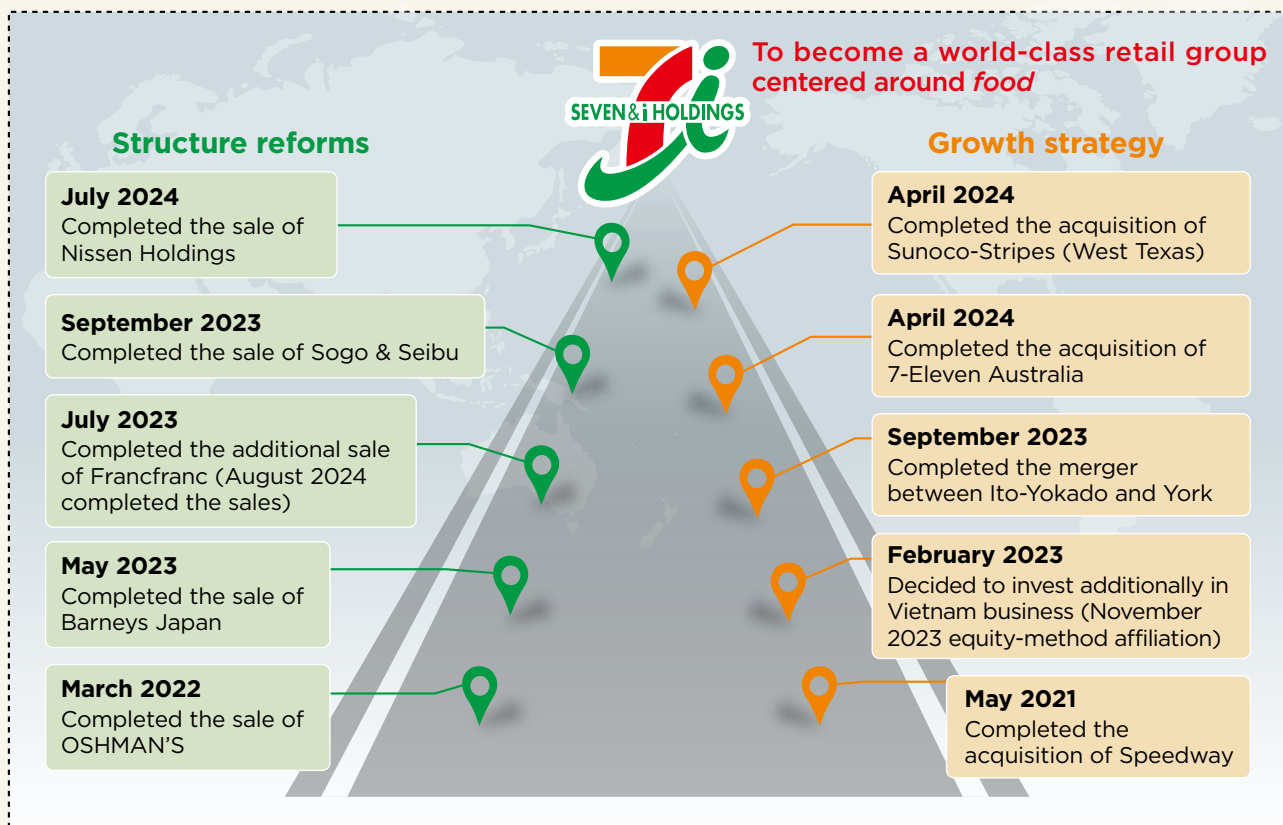 SEVEN & i HOLDINGS
To become a world-class retail group
centered around food
Structure reforms
July 2024
Completed the sale of
Nissen Holdings
September 2023
Completed the sale of Sogo & Seibu
July 2023
Completed the additional sale
of Francfranc (August 2024
completed the sales)
May 2023
Completed the sale of
Barneys Japan
March 2022
Completed the sale of
OSHMAN'S
Growth strategy
April 2024
Completed the acquisition of
Sunoco-Stripes (West Texas)
April 2024
Completed the acquisition of
7-Eleven Australia
September 2023
Completed the merger
between Ito-Yokado and York
February 2023
Decided to invest additionally in
Vietnam business (November
2023 equity-method affiliation)
May 2021
Completed the
acquisition of Speedway